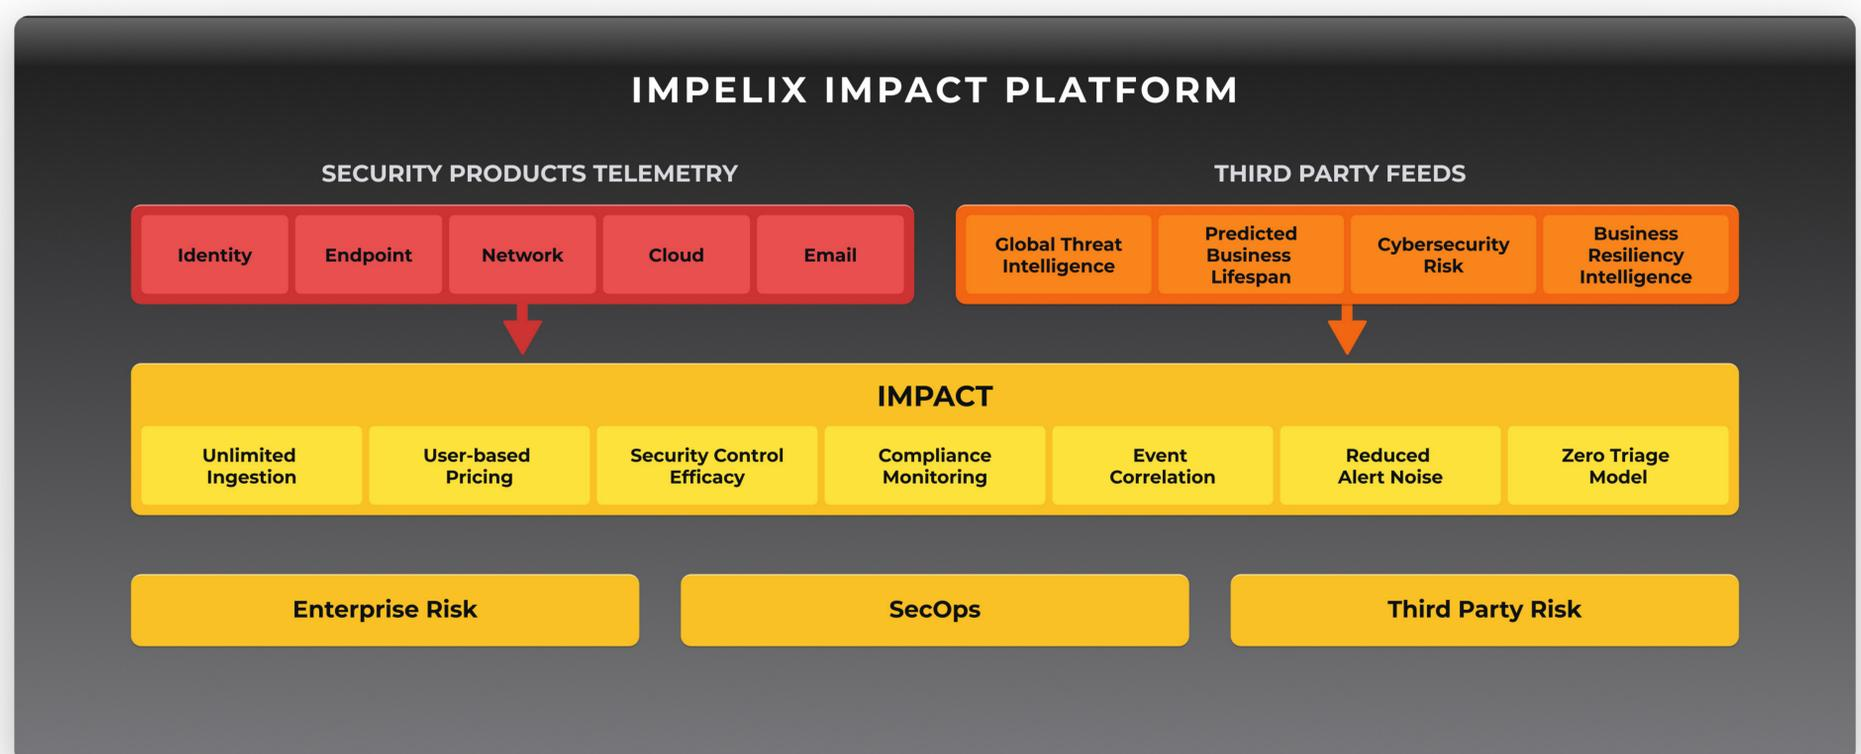 IMPELIX IMPACT PLATFORM
SECURITY PRODUCTS TELEMETRY
Identity
Endpoint
Network
Cloud
Email
THIRD PARTY FEEDS
Global Threat
Intelligence
Predicted
Business
Lifespan
Cybersecurity
Risk
Business
Resiliency
Intelligence
IMPACT
Unlimited
Ingestion
User-based
Pricing
Security Control
Efficacy
Compliance
Monitoring
Event
Correlation
Reduced
Alert Noise
Zero Triage
Model
Enterprise Risk
SecOps
Third Party Risk